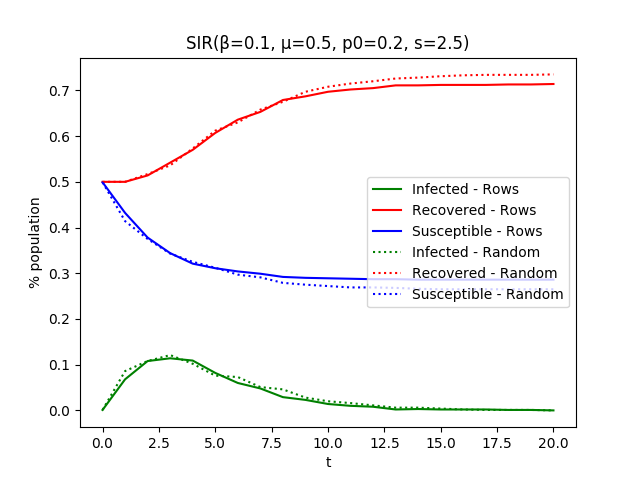 SIR(β=0.1, μ=0.5, p0=0.2, s=2.5)
% population
0.7
0.6
0.5
0.4
0.3
0.2
0.1
0.0
Infected - Rows
Recovered - Rows
Susceptible - Rows
Infected - Random
Recovered - Random
Susceptible - Random
0.0 2.5 5.0 7.5 10.0 12.5 15.0 17.5 20.0
t